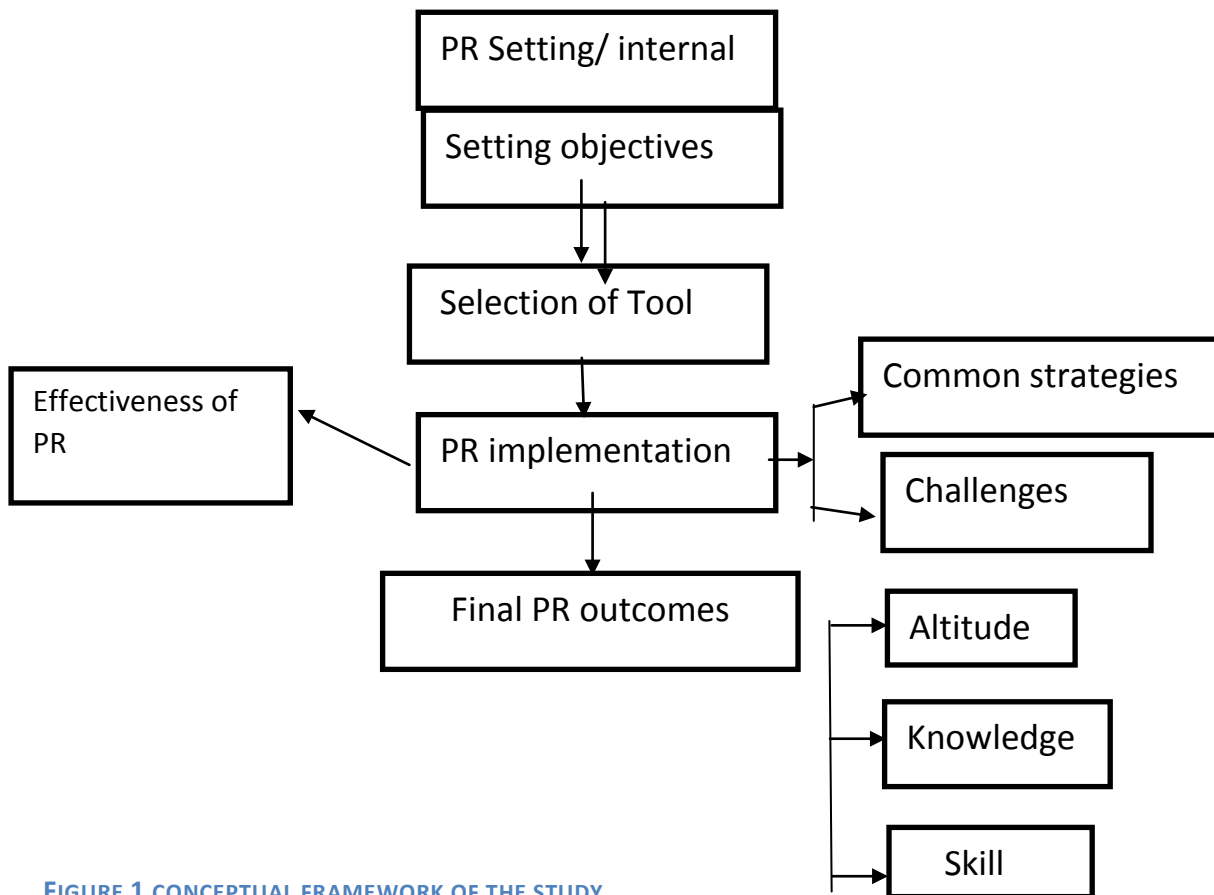 PR Setting/ internal
Setting objectives
Selection of Tool
Common strategies
Effectiveness of
PR
PR implementation
Challenges
Final PR outcomes
Altitude
Knowledge
Skill
FIGURE 1 CONCEPTUAL FRAMEWORK OF THE STUDY